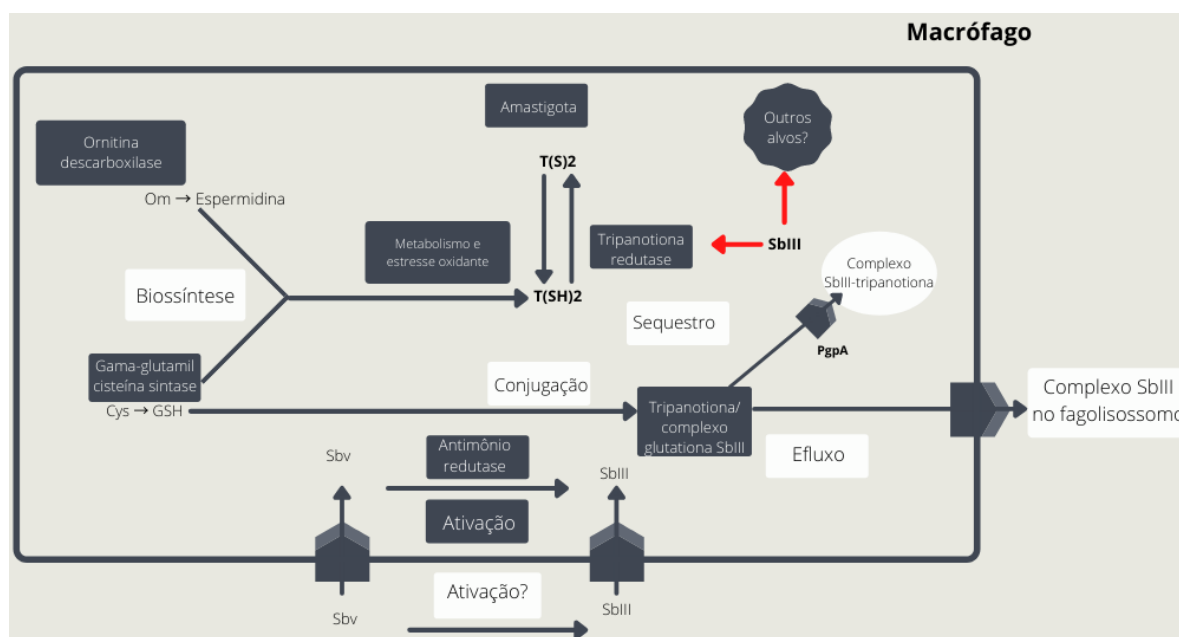 Macrófago
Amastigota
Outros
alvos?
Ornitina
descarboxilase
T(S)2
Om → Espermidina
Metabolismo e
estresse oxidante
Tripanotiona
redutase
SbIII
Complexo
SbIII-tripanotiona
Biossíntese
T(SH)2
Sequestro
PgpA
Gama-glutamil
cisteína sintase
Cys → GSH
Conjugação
Tripanotiona/
complexo
glutationa SbIII
Complexo SbIII
no fagolisossomo
Efluxo
Sbv
Antimônio
redutase
SbIII
Ativação
Ativação?
Sbv
SbIII